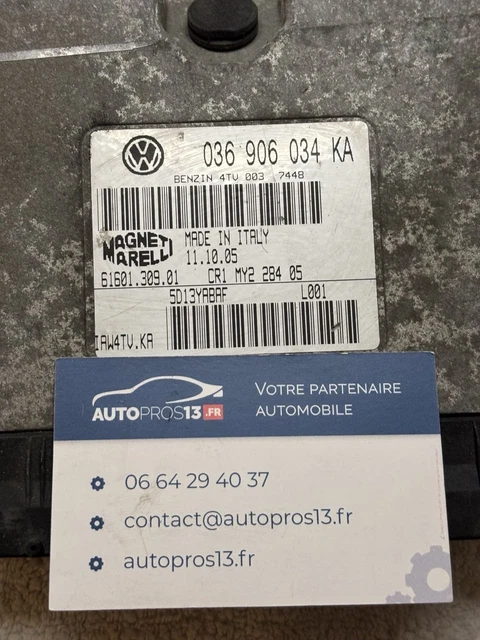 036 906 034 KA
BENZIN 4TV 003 7448
MAGNETI
MARELLI
MADE IN ITALY
11.10.05
61601.309.01 CR1 MY2 284 05
5D13YABAF L001
IAW4TV.KA
AUTOPROS13.FR
VOTRE PARTENAIRE
AUTOMOBILE
06 64 29 40 37
contact@autopros13.fr
autopros13.fr